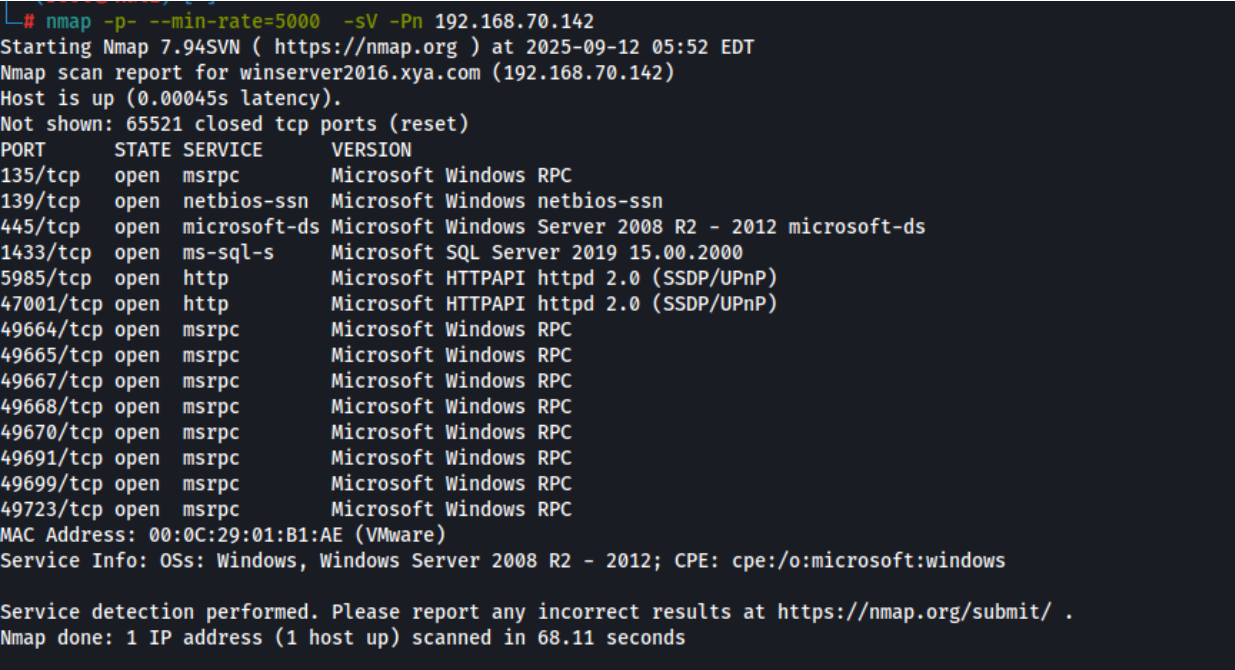 # nmap -p- --min-rate=5000  -sV -Pn 192.168.70.142
Starting Nmap 7.94SVN ( https://nmap.org ) at 2025-09-12 05:52 EDT
Nmap scan report for winserver2016.xya.com (192.168.70.142)
Host is up (0.00045s latency).
Not shown: 65521 closed tcp ports (reset)
PORT      STATE SERVICE      VERSION
135/tcp   open  msrpc        Microsoft Windows RPC
139/tcp   open  netbios-ssn  Microsoft Windows netbios-ssn
445/tcp   open  microsoft-ds Microsoft Windows Server 2008 R2 - 2012 microsoft-ds
1433/tcp  open  ms-sql-s     Microsoft SQL Server 2019 15.00.2000
5985/tcp  open  http         Microsoft HTTPAPI httpd 2.0 (SSDP/UPnP)
47001/tcp open  http         Microsoft HTTPAPI httpd 2.0 (SSDP/UPnP)
49664/tcp open  msrpc        Microsoft Windows RPC
49665/tcp open  msrpc        Microsoft Windows RPC
49667/tcp open  msrpc        Microsoft Windows RPC
49668/tcp open  msrpc        Microsoft Windows RPC
49670/tcp open  msrpc        Microsoft Windows RPC
49691/tcp open  msrpc        Microsoft Windows RPC
49699/tcp open  msrpc        Microsoft Windows RPC
49723/tcp open  msrpc        Microsoft Windows RPC
MAC Address: 00:0C:29:01:B1:AE (VMware)
Service Info: OSs: Windows, Windows Server 2008 R2 - 2012; CPE: cpe:/o:microsoft:windows

Service detection performed. Please report any incorrect results at https://nmap.org/submit/ .
Nmap done: 1 IP address (1 host up) scanned in 68.11 seconds